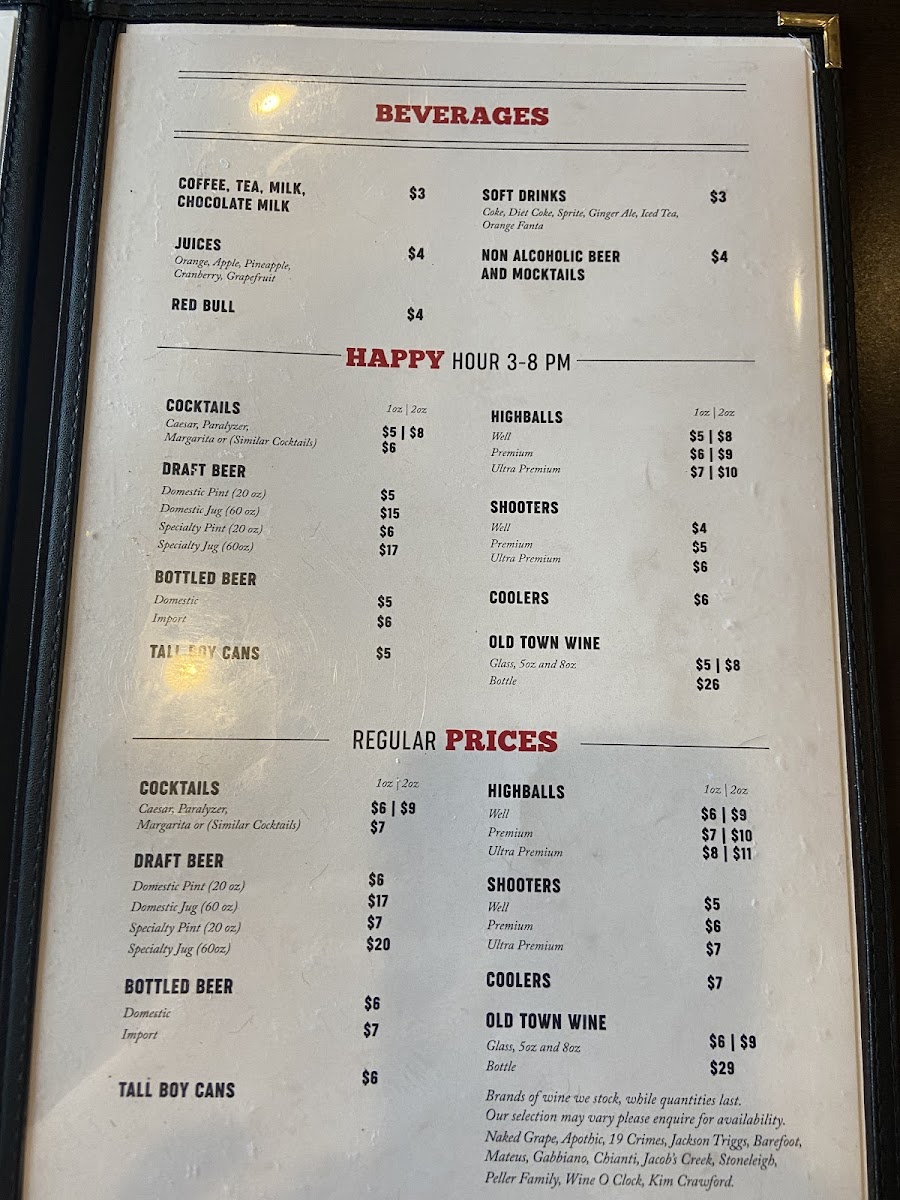 BEVERAGES
COFFEE, TEA, MILK,
CHOCOLATE MILK
$3
JUICES
$4
Orange, Apple, Pineapple,
Cranberry, Grapefruit
RED BULL
$4
SOFT DRINKS
$3
Coke, Diet Coke, Sprite, Ginger Ale, Iced Tea,
Orange Fanta
NON ALCOHOLIC BEER
AND MOCKTAILS
$4
HAPPY HOUR 3-8 PM
COCKTAILS 1oz | 2oz
Caesar, Paralyzer, $5 | $8
Margarita or (Similar Cocktails) $6
DRAFT BEER
Domestic Pint (20 oz) $5
Domestic Jug (60 oz) $15
Specialty Pint (20 oz) $6
Specialty Jug (60oz) $17
BOTTLED BEER
Domestic $5
Import $6
TALL BOY CANS $5
HIGHBALLS 1oz | 2oz
Well $5 | $8
Premium $6 | $9
Ultra Premium $7 | $10
SHOOTERS
Well $4
Premium $5
Ultra Premium $6
COOLERS $6
OLD TOWN WINE
Glass, 5oz and 8oz $5 | $8
Bottle $26
REGULAR PRICES
COCKTAILS 1oz | 2oz
Caesar, Paralyzer, $6 | $9
Margarita or (Similar Cocktails) $7
DRAFT BEER
Domestic Pint (20 oz) $6
Domestic Jug (60 oz) $17
Specialty Pint (20 oz) $7
Specialty Jug (60oz) $20
BOTTLED BEER
Domestic $6
Import $7
TALL BOY CANS $6
HIGHBALLS 1oz | 2oz
Well $6 | $9
Premium $7 | $10
Ultra Premium $8 | $11
SHOOTERS
Well $5
Premium $6
Ultra Premium $7
COOLERS $7
OLD TOWN WINE
Glass, 5oz and 8oz $6 | $9
Bottle $29
Brands of wine we stock, while quantities last.
Our selection may vary please enquire for availability.
Naked Grape, Apothic, 19 Crimes, Jackson Triggs, Barefoot,
Mateus, Gabbiano, Chianti, Jacob's Creek, Stoneleigh,
Peller Family, Wine O Clock, Kim Crawford.